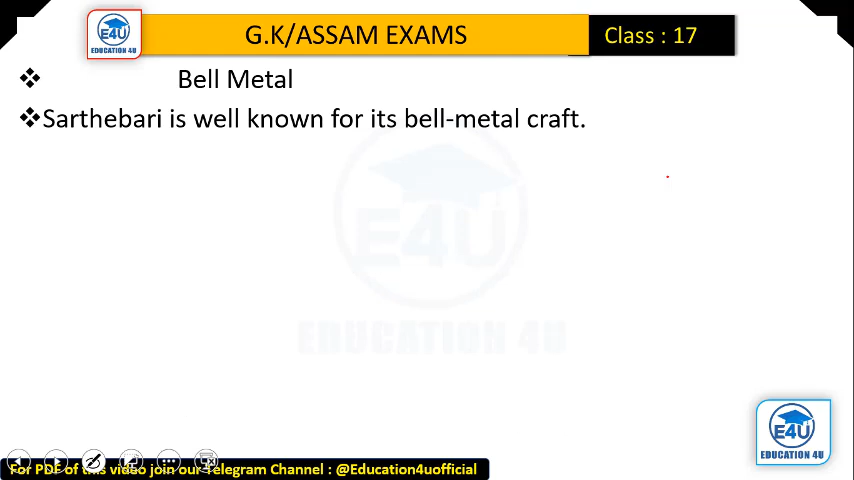 E4U
EDUCATION 4U
G.K/ASSAM EXAMS
Class : 17
❖ Bell Metal
❖Sarthebari is well known for its bell-metal craft.
E4U
EDUCATION 4U
E4U
EDUCATION 4U
For PDF of this video join our Telegram Channel : @Education4uofficial